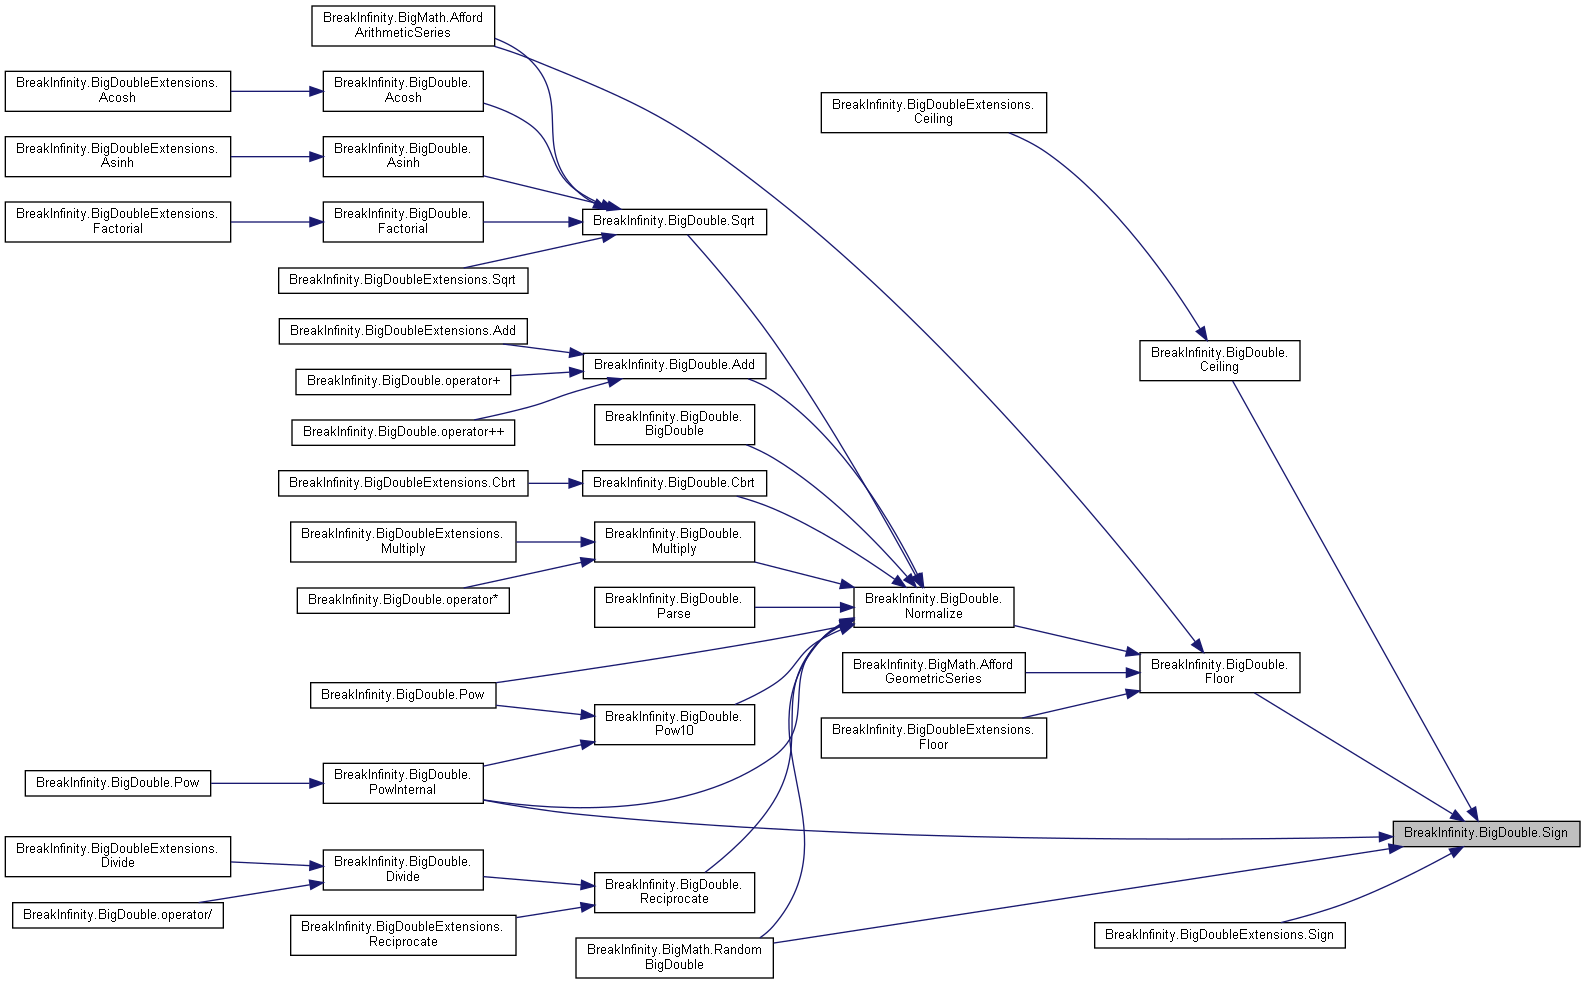 BreakInfinity.BigMath.Afford
ArithmeticSeries
BreakInfinity.BigDoubleExtensions.
Acosh
BreakInfinity.BigDouble.
Acosh
BreakInfinity.BigDoubleExtensions.
Ceiling
BreakInfinity.BigDoubleExtensions.
Asinh
BreakInfinity.BigDouble.
Asinh
BreakInfinity.BigDoubleExtensions.
Factorial
BreakInfinity.BigDouble.
Factorial
BreakInfinity.BigDouble.Sqrt
BreakInfinity.BigDoubleExtensions.Sqrt
BreakInfinity.BigDoubleExtensions.Add
BreakInfinity.BigDouble.Add
BreakInfinity.BigDouble.
Ceiling
BreakInfinity.BigDouble.operator+
BreakInfinity.BigDouble.
BigDouble
BreakInfinity.BigDouble.operator++
BreakInfinity.BigDoubleExtensions.Cbrt
BreakInfinity.BigDouble.Cbrt
BreakInfinity.BigDoubleExtensions.
Multiply
BreakInfinity.BigDouble.
Multiply
BreakInfinity.BigDouble.operator*
BreakInfinity.BigDouble.
Parse
BreakInfinity.BigDouble.
Normalize
BreakInfinity.BigMath.Afford
GeometricSeries
BreakInfinity.BigDouble.
Floor
BreakInfinity.BigDouble.Pow
BreakInfinity.BigDouble.
Pow10
BreakInfinity.BigDoubleExtensions.
Floor
BreakInfinity.BigDouble.Pow
BreakInfinity.BigDouble.
PowInternal
BreakInfinity.BigDouble.Sign
BreakInfinity.BigDoubleExtensions.
Divide
BreakInfinity.BigDouble.
Divide
BreakInfinity.BigDouble.
Reciprocate
BreakInfinity.BigDouble.operator/
BreakInfinity.BigDoubleExtensions.
Reciprocate
BreakInfinity.BigMath.Random
BigDouble
BreakInfinity.BigDoubleExtensions.Sign